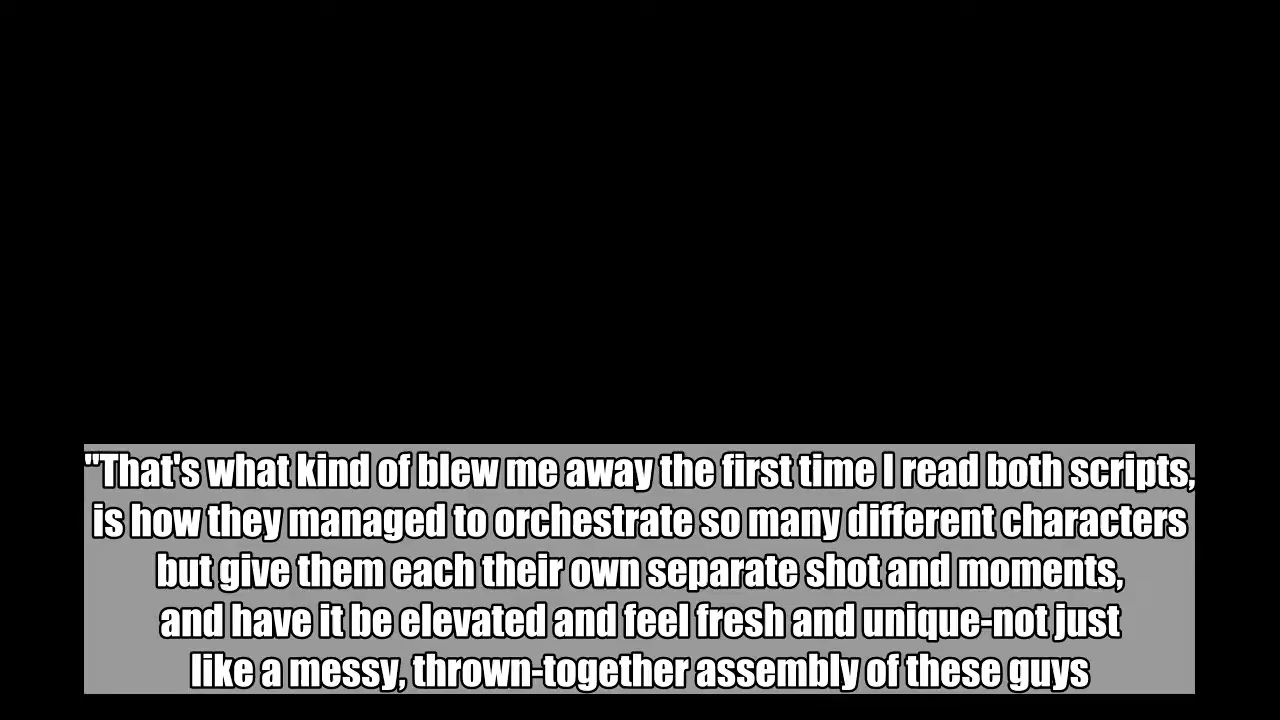 "That's what kind of blew me away the first time I read both scripts,
is how they managed to orchestrate so many different characters
but give them each their own separate shot and moments,
and have it be elevated and feel fresh and unique-not just
like a messy, thrown-together assembly of these guys